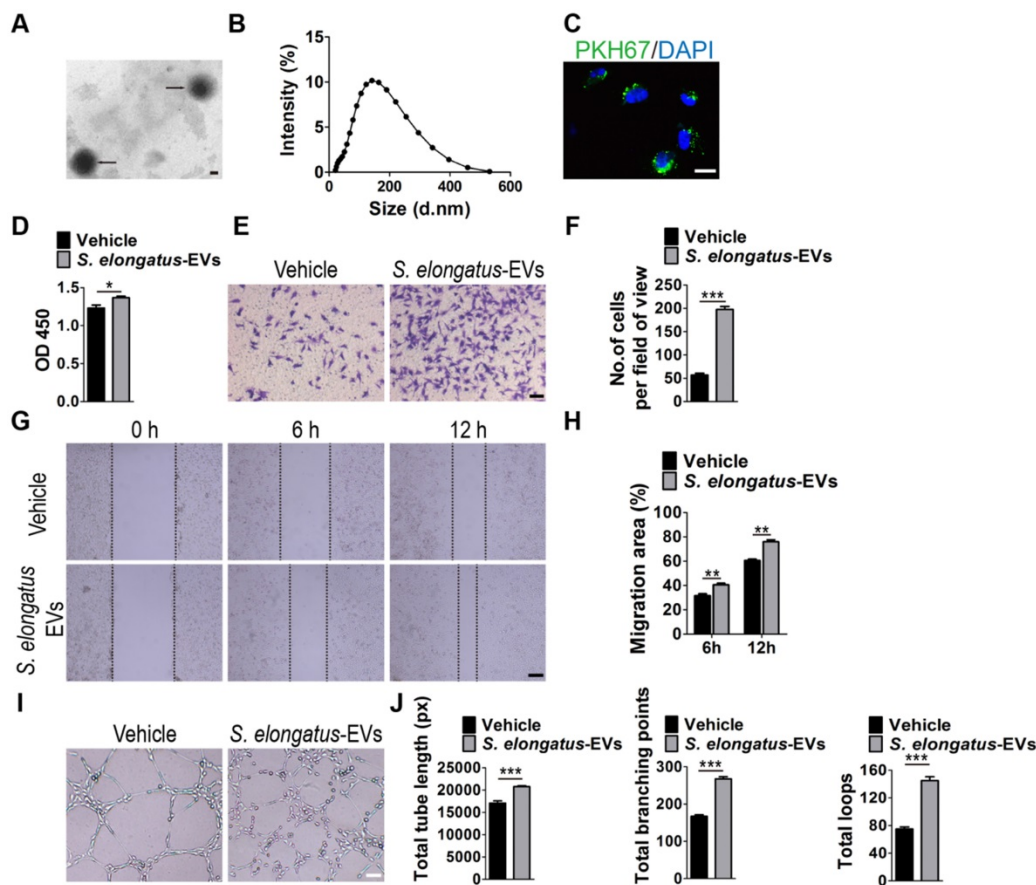 A
B
Intensity (%)
15
10
5
0
0
200
400
600
Size (d.nm)
C
PKH67/DAPI
D
Vehicle
S. elongatus-EVs
OD 450
1.5
1.0
0.5
0.0
*
E
Vehicle
S. elongatus-EVs
F
Vehicle
S. elongatus-EVs
No.of cells
per field of view
250
200
150
100
50
0
***
G
0 h
6 h
12 h
Vehicle
S. elongatus
EVs
H
Vehicle
S. elongatus-EVs
Migration area (%)
100
80
60
40
20
0
**
**
6h
12h
I
Vehicle
S. elongatus-EVs
J
Vehicle
S. elongatus-EVs
Total tube length (px)
25000
20000
15000
10000
5000
0
***
Vehicle
S. elongatus-EVs
Total branching points
400
300
200
100
0
***
Vehicle
S. elongatus-EVs
Total loops
160
120
80
40
0
***